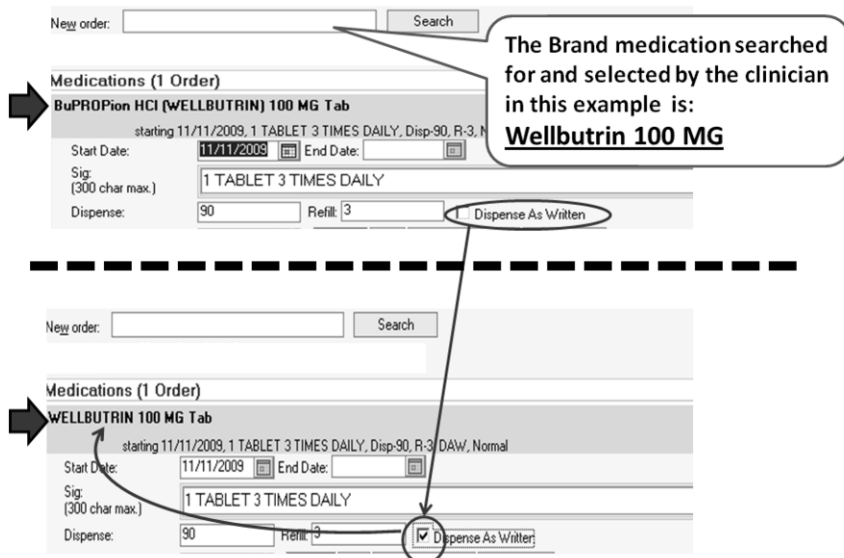 New order:
Search
The Brand medication searched
for and selected by the clinician
in this example is:
Wellbutrin 100 MG
Medications (1 Order)
BuPROPion HCl (WELLBUTRIN) 100 MG Tab
starting 11/11/2009, 1 TABLET 3 TIMES DAILY, Disp-90, R-3,
Start Date: 11/11/2009 End Date:
Sig:
(300 char max.)
1 TABLET 3 TIMES DAILY
Dispense: 90 Refill: 3 Dispense As Written
New order:
Search
Medications (1 Order)
WELLBUTRIN 100 MG Tab
starting 11/11/2009, 1 TABLET 3 TIMES DAILY, Disp-90, R-3, DAW, Normal
Start Date: 11/11/2009 End Date:
Sig:
(300 char max.)
1 TABLET 3 TIMES DAILY
Dispense: 90 Refill: 3 Dispense As Written